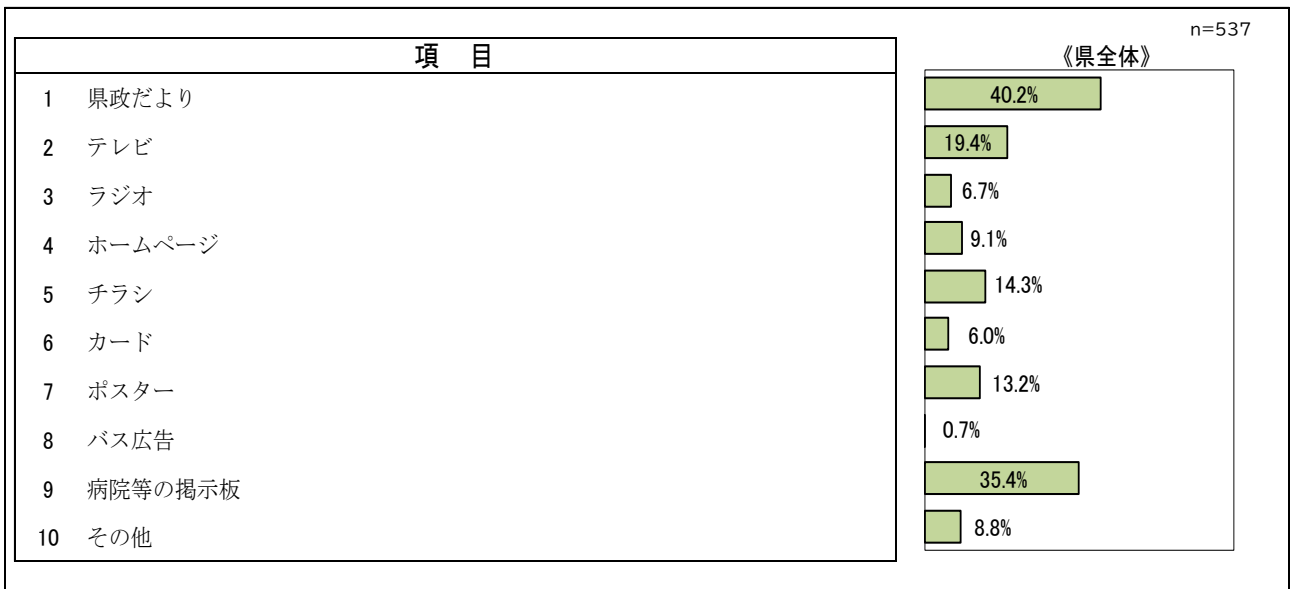 n=537
項　目　《県全体》
1 県政だより 40.2%
2 テレビ 19.4%
3 ラジオ 6.7%
4 ホームページ 9.1%
5 チラシ 14.3%
6 カード 6.0%
7 ポスター 13.2%
8 バス広告 0.7%
9 病院等の掲示板 35.4%
10 その他 8.8%